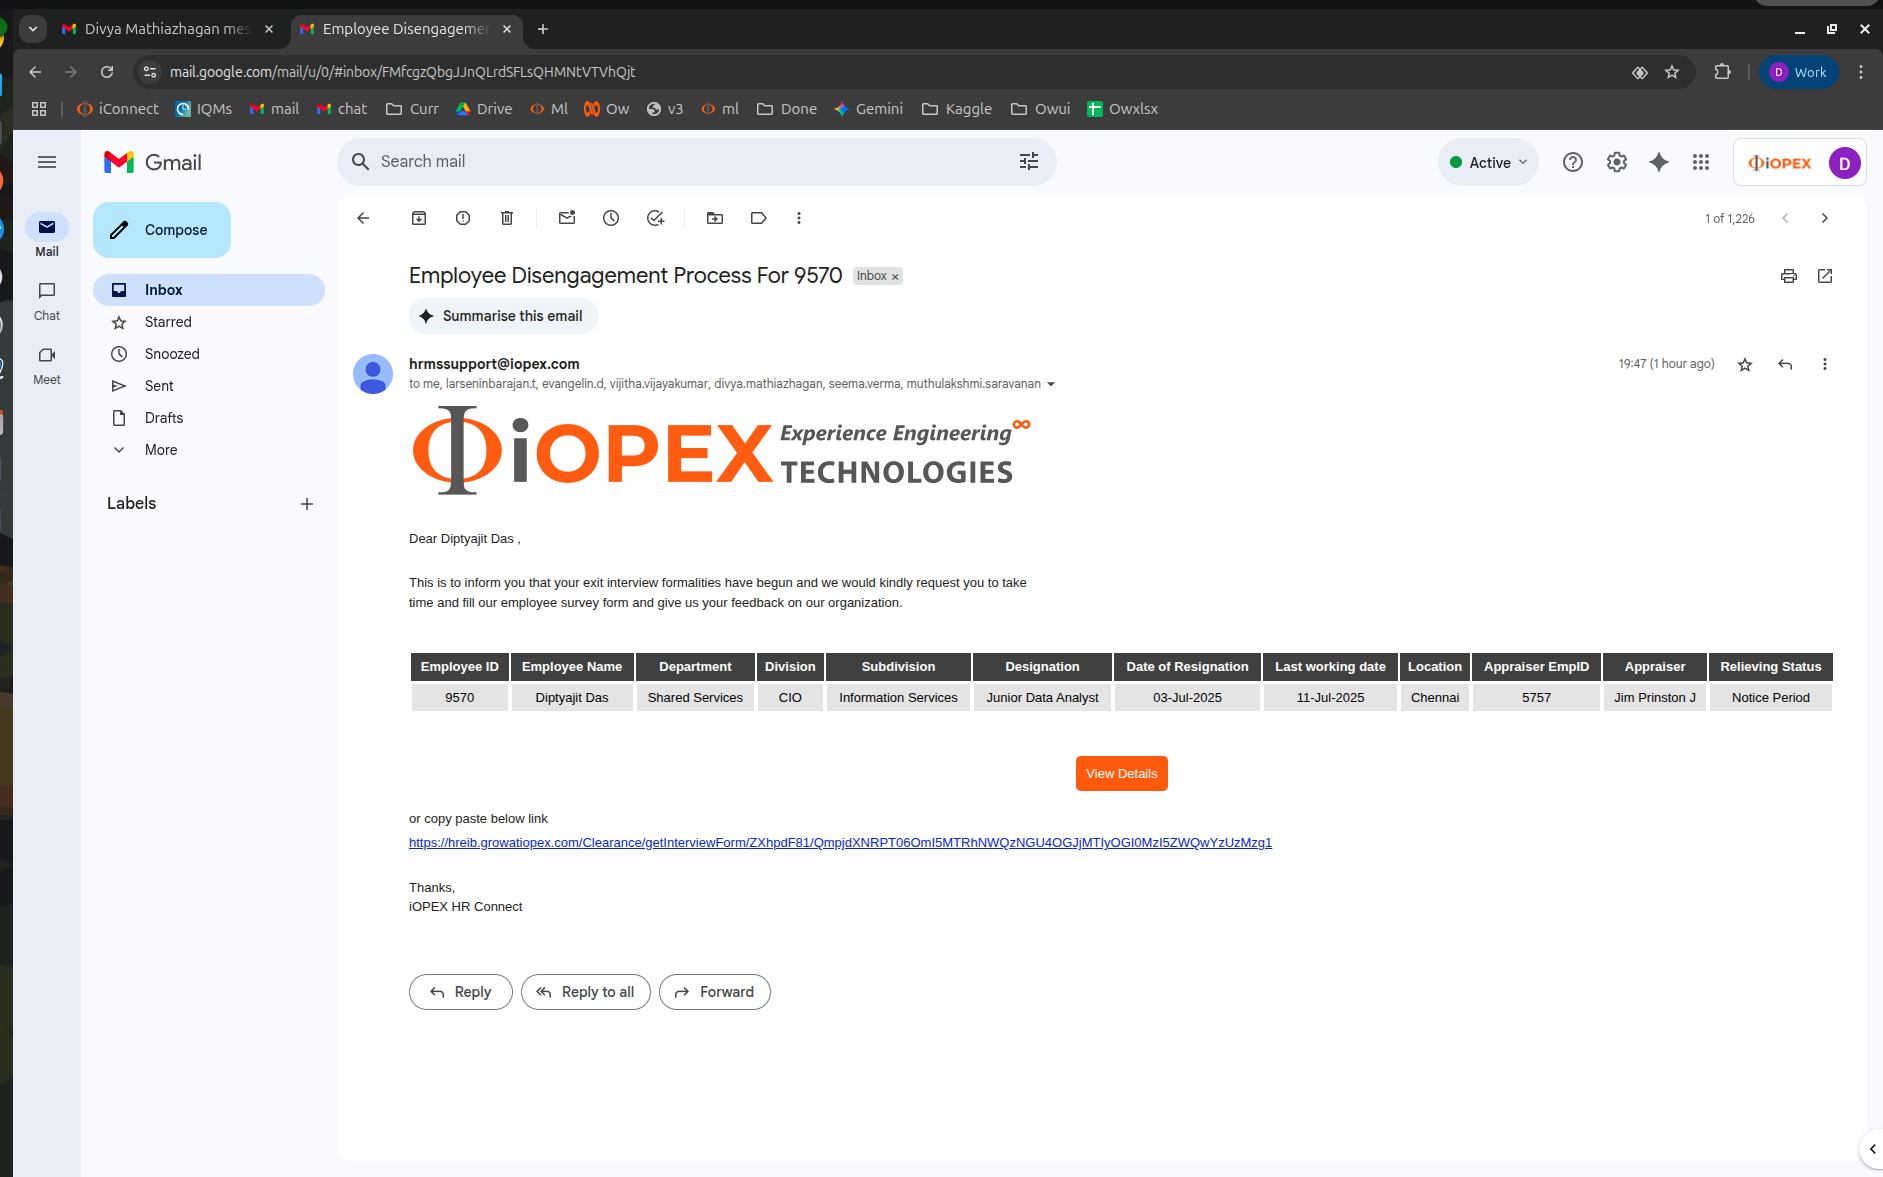 Divya Mathiazhagan mes
Employee Disengagemen
mail.google.com/mail/u/0/#inbox/FMfcgzQbgJJnQLrdSFLsQHMNtVTVhQjt
D Work
iConnect IQMs mail chat Curr Drive Ml Ow v3 ml Done Gemini Kaggle Owui Owxlsx
Gmail
Search mail
Active
iOPEX
D
Mail
Chat
Meet
Compose
Inbox
Starred
Snoozed
Sent
Drafts
More
Labels
1 of 1,226
Employee Disengagement Process For 9570 Inbox
Summarise this email
hrmssupport@iopex.com
19:47 (1 hour ago)
to me, larseninbarajan.t, evangelin.d, vijitha.vijayakumar, divya.mathiazhagan, seema.verma, muthulakshmi.saravanan
iOPEX Experience Engineering
TECHNOLOGIES
Dear Diptyajit Das ,
This is to inform you that your exit interview formalities have begun and we would kindly request you to take
time and fill our employee survey form and give us your feedback on our organization.
Employee ID Employee Name Department Division Subdivision Designation Date of Resignation Last working date Location Appraiser EmpID Appraiser Relieving Status
9570 Diptyajit Das Shared Services CIO Information Services Junior Data Analyst 03-Jul-2025 11-Jul-2025 Chennai 5757 Jim Prinston J Notice Period
View Details
or copy paste below link
https://hreib.growatiopex.com/Clearance/getInterviewForm/ZXhpdF81/QmpjdXNRPT06OmI5MTRhNWQzNGU4OGJjMTIyOGI0MzI5ZWQwYzUzMzg1
Thanks,
iOPEX HR Connect
Reply
Reply to all
Forward